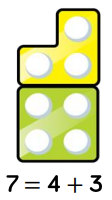 7 = 4 + 3